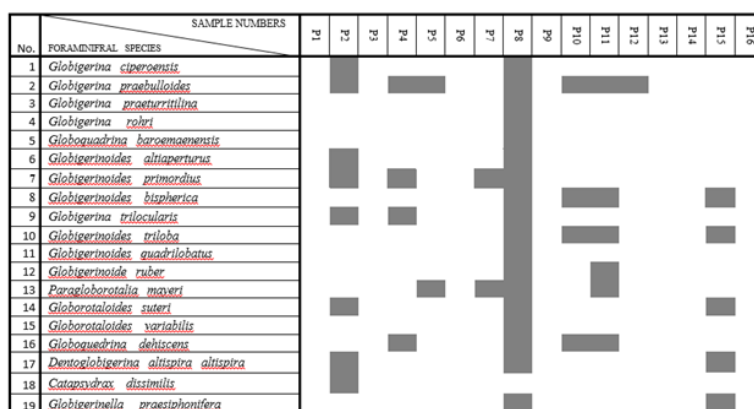 SAMPLE NUMBERS
No. FORAMINIFRAL SPECIES P1 P2 P3 P4 P5 P6 P7 P8 P9 P10 P11 P12 P13 P14 P15 P16
1 Globigerina ciperoensis
2 Globigerina praebulloides
3 Globigerina praeturritilina
4 Globigerina rohri
5 Globoquadrina baroemaenensis
6 Globigerinoides altiaperturus
7 Globigerinoides primordius
8 Globigerinoides bispherica
9 Globigerina trilocularis
10 Globigerinoides triloba
11 Globigerinoides quadrilobatus
12 Globigerinoide ruber
13 Paragloborotalia mayeri
14 Globorotaloides suteri
15 Globorotaloides variabilis
16 Globoquedrina dehiscens
17 Dentoglobigerina altispira altispira
18 Catapsydrax dissimilis
19 Globigerinella praesiphonifera